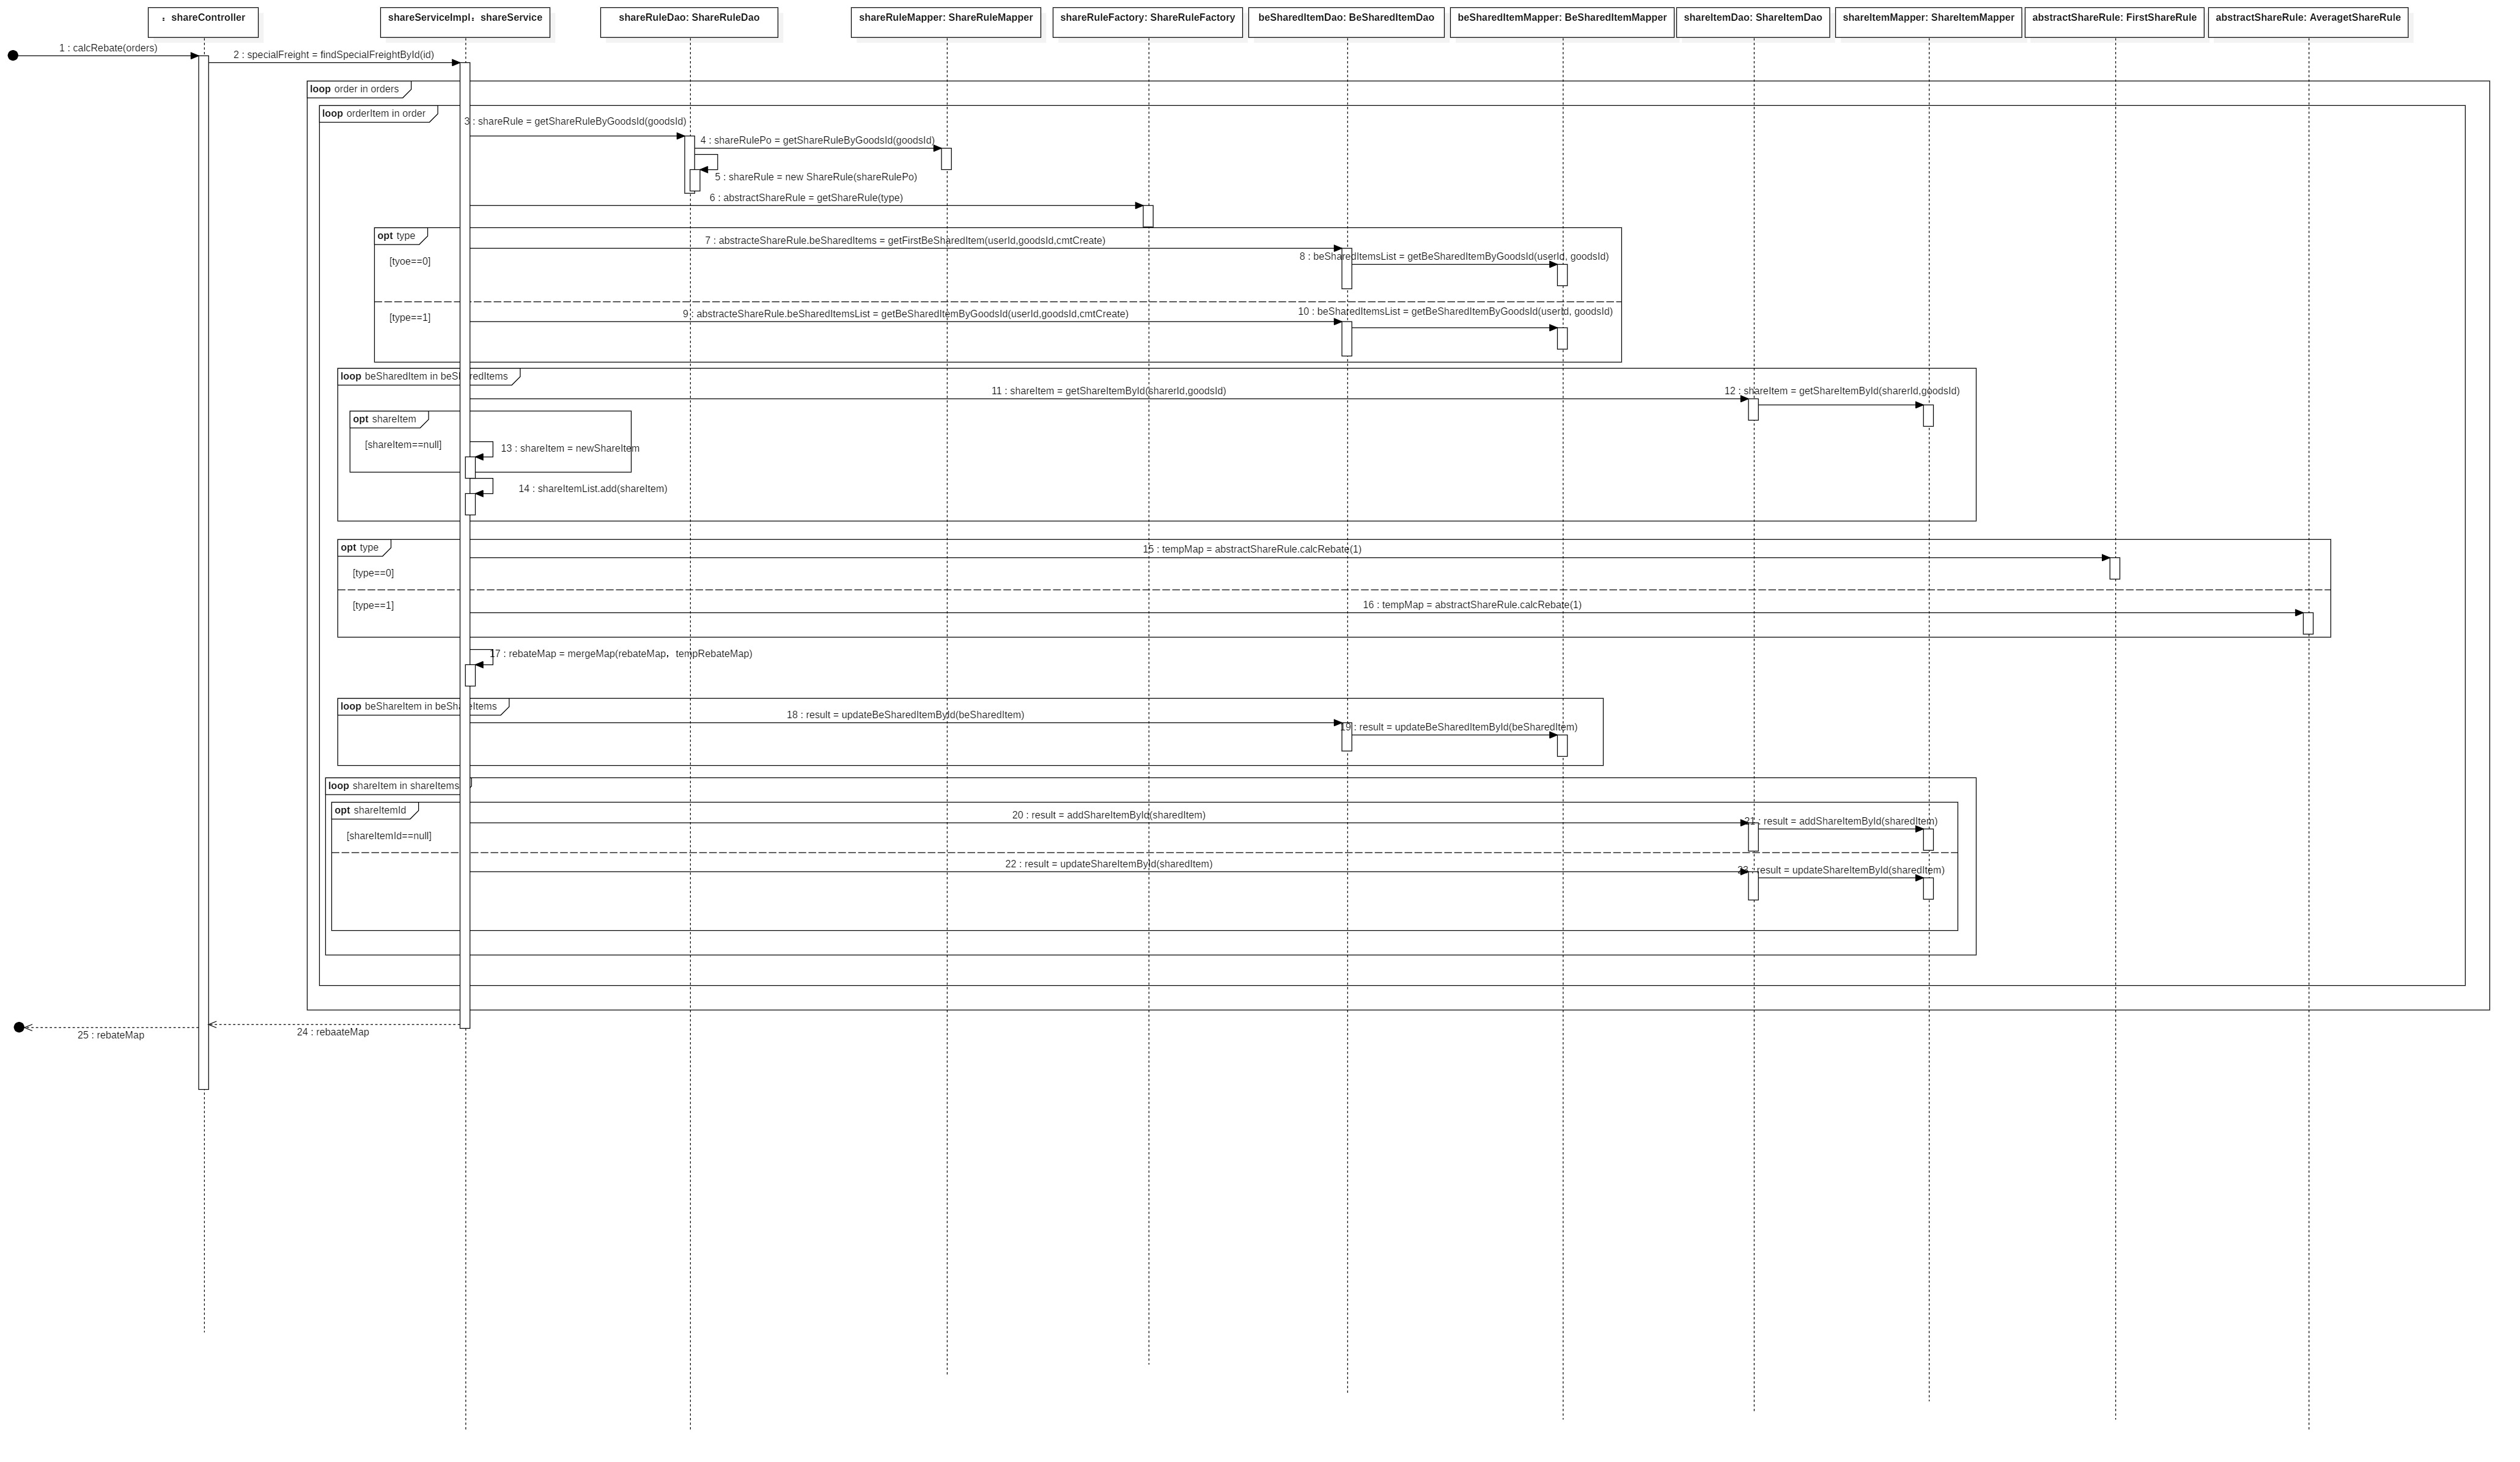 ：shareController
shareServiceImpl：shareService
shareRuleDao: ShareRuleDao
shareRuleMapper: ShareRuleMapper
shareRuleFactory: ShareRuleFactory
beSharedItemDao: BeSharedItemDao
beSharedItemMapper: BeSharedItemMapper
shareItemDao: ShareItemDao
shareItemMapper: ShareItemMapper
abstractShareRule: FirstShareRule
abstractShareRule: AveragetShareRule
1 : calcRebate(orders)
2 : specialFreight = findSpecialFreightById(id)
loop order in orders
loop orderItem in order
3 : shareRule = getShareRuleByGoodsId(goodsId)
4 : shareRulePo = getShareRuleByGoodsId(goodsId)
5 : shareRule = new ShareRule(shareRulePo)
6 : abstractShareRule = getShareRule(type)
opt type
7 : abstracteShareRule.beSharedItems = getFirstBeSharedItem(userId,goodsId,cmtCreate)
[tyoe==0]
8 : beSharedItemsList = getBeSharedItemByGoodsId(userId, goodsId)
[type==1]
9 : abstracteShareRule.beSharedItemsList = getBeSharedItemByGoodsId(userId,goodsId,cmtCreate)
10 : beSharedItemsList = getBeSharedItemByGoodsId(userId, goodsId)
loop beSharedItem in beSharedItems
11 : shareItem = getShareItemById(sharerId,goodsId)
12 : shareItem = getShareItemById(sharerId,goodsId)
opt shareItem
[shareItem==null]
13 : shareItem = newShareItem
14 : shareItemList.add(shareItem)
opt type
15 : tempMap = abstractShareRule.calcRebate(1)
[type==0]
[type==1]
16 : tempMap = abstractShareRule.calcRebate(1)
17 : rebateMap = mergeMap(rebateMap，tempRebateMap)
loop beShareItem in beShareItems
18 : result = updateBeSharedItemById(beSharedItem)
19 : result = updateBeSharedItemById(beSharedItem)
loop shareItem in shareItems
opt shareItemId
20 : result = addShareItemById(sharedItem)
21 : result = addShareItemById(sharedItem)
[shareItemId==null]
22 : result = updateShareItemById(sharedItem)
23 : result = updateShareItemById(sharedItem)
24 : rebaateMap
25 : rebateMap